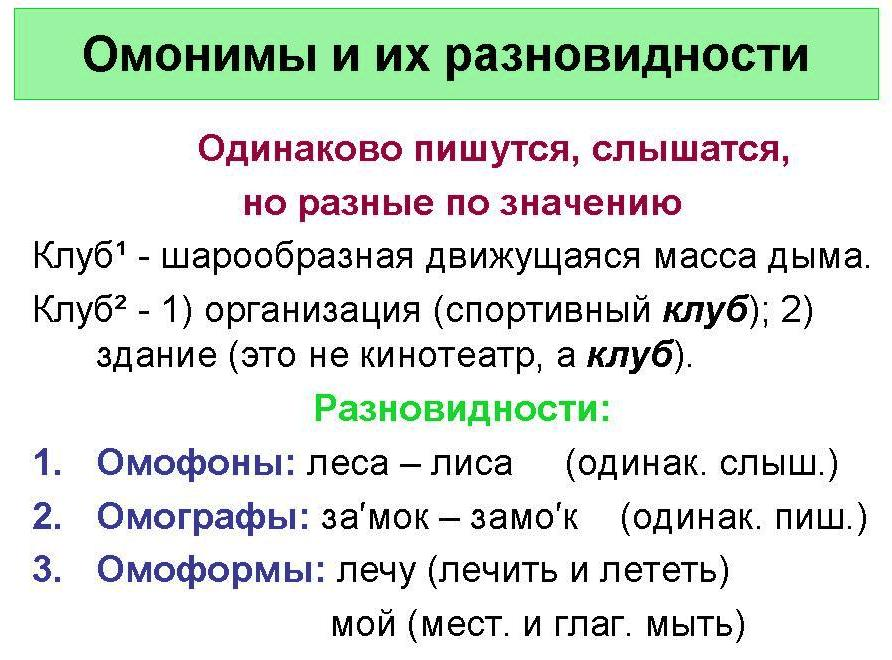 Омонимы и их разновидности
Одинаково пишутся, слышатся,
но разные по значению
Клуб¹ - шарообразная движущаяся масса дыма.
Клуб² - 1) организация (спортивный клуб); 2)
здание (это не кинотеатр, а клуб).
Разновидности:
1. Омофоны: леса – лиса (одинак. слыш.)
2. Омографы: за′мок – замо′к (одинак. пиш.)
3. Омоформы: лечу (лечить и лететь)
мой (мест. и глаг. мыть)